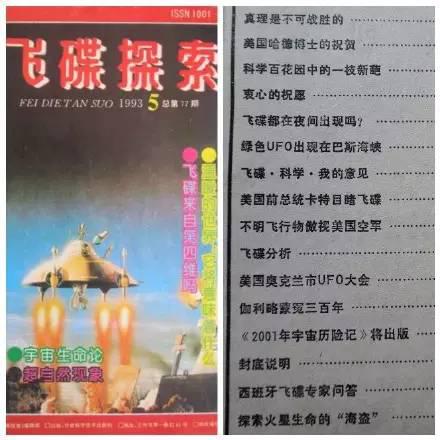 ISSN1001
飞碟探索
FEI DIE TAN SUO 1993 5 总第77期
飞碟来自第四维吗
宇宙生命论
超自然现象
真理是不可战胜的
美国哈德博士的祝贺
科学百花园中的一枝新葩
衷心的祝愿
飞碟都在夜间出现吗?
绿色UFO出现在巴斯海峡
飞碟·科学·我的意见
美国前总统卡特目睹飞碟
不明飞行物傲掠美国空军
飞碟分析
美国奥克兰市UFO大会
伽利略蒙冤三百年
《2001年宇宙历险记》将出版
封底说明
西班牙飞碟专家问答
探索火星生命的“海盗”